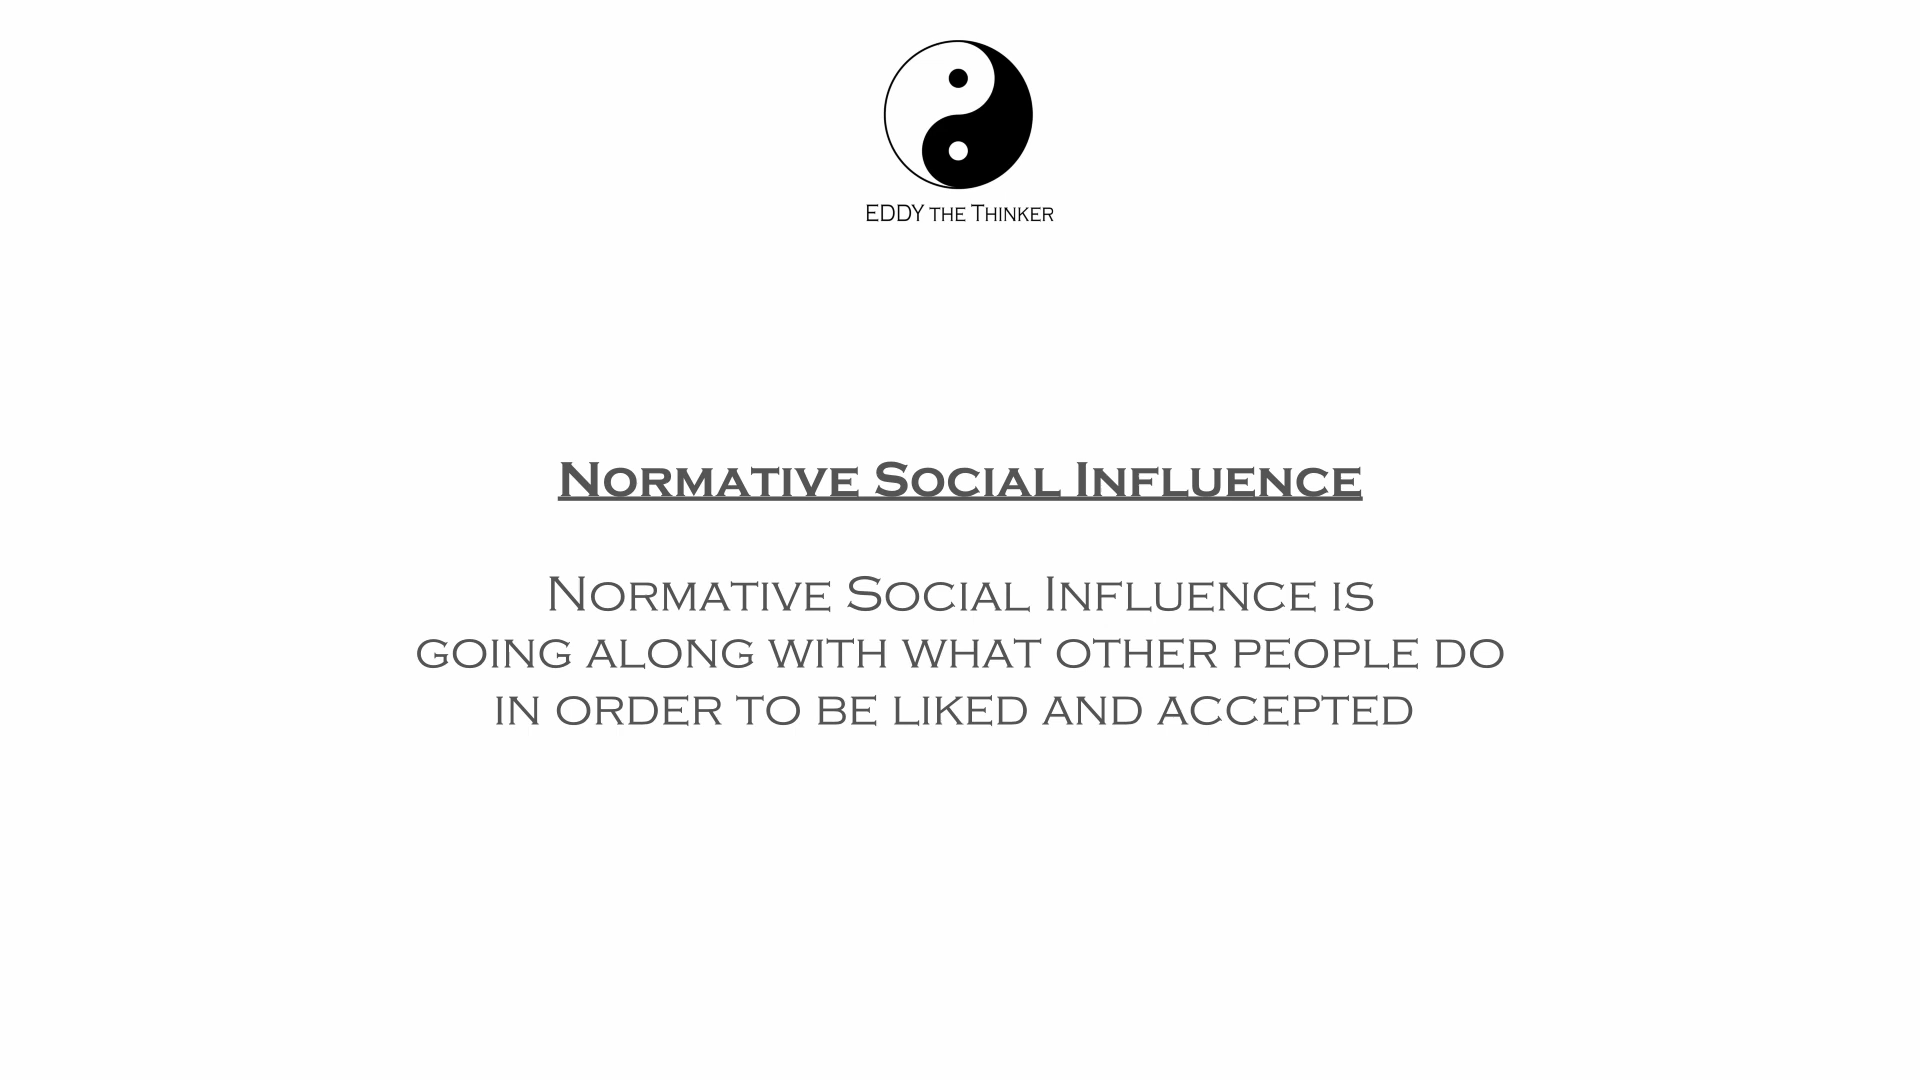 EDDY THE THINKER
NORMATIVE SOCIAL INFLUENCE
NORMATIVE SOCIAL INFLUENCE IS
GOING ALONG WITH WHAT OTHER PEOPLE DO
IN ORDER TO BE LIKED AND ACCEPTED